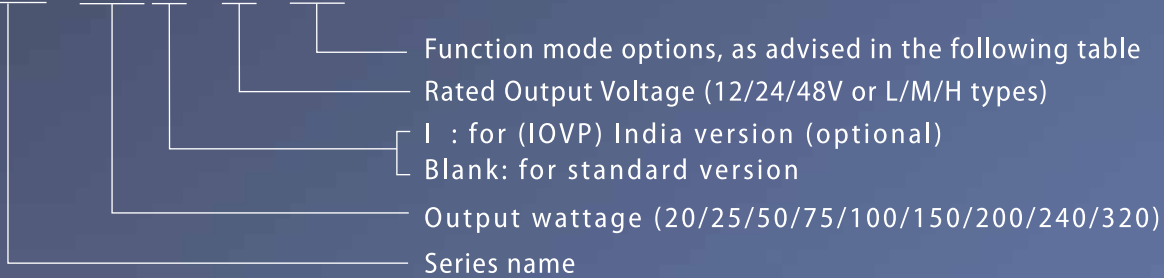 Function mode options, as advised in the following table
Rated Output Voltage (12/24/48V or L/M/H types)
I : for (IOVP) India version (optional)
Blank: for standard version
Output wattage (20/25/50/75/100/150/200/240/320)
Series name